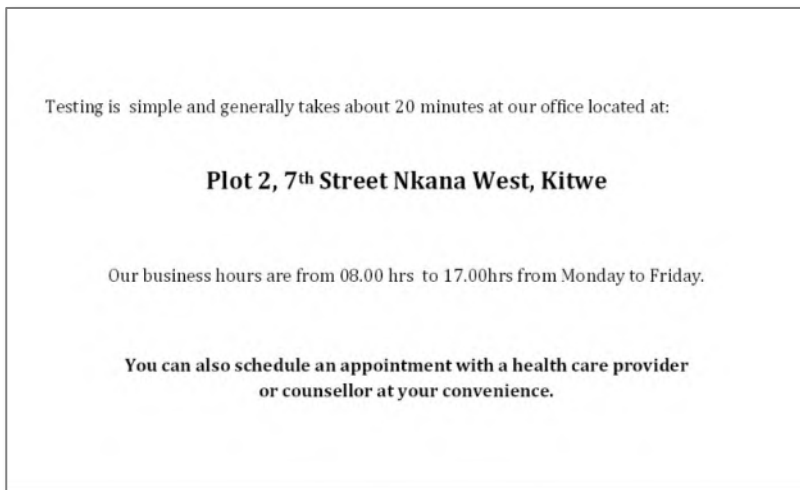 Testing is simple and generally takes about 20 minutes at our office located at:
Plot 2, 7th Street Nkana West, Kitwe
Our business hours are from 08.00 hrs to 17.00hrs from Monday to Friday.
You can also schedule an appointment with a health care provider
or counsellor at your convenience.